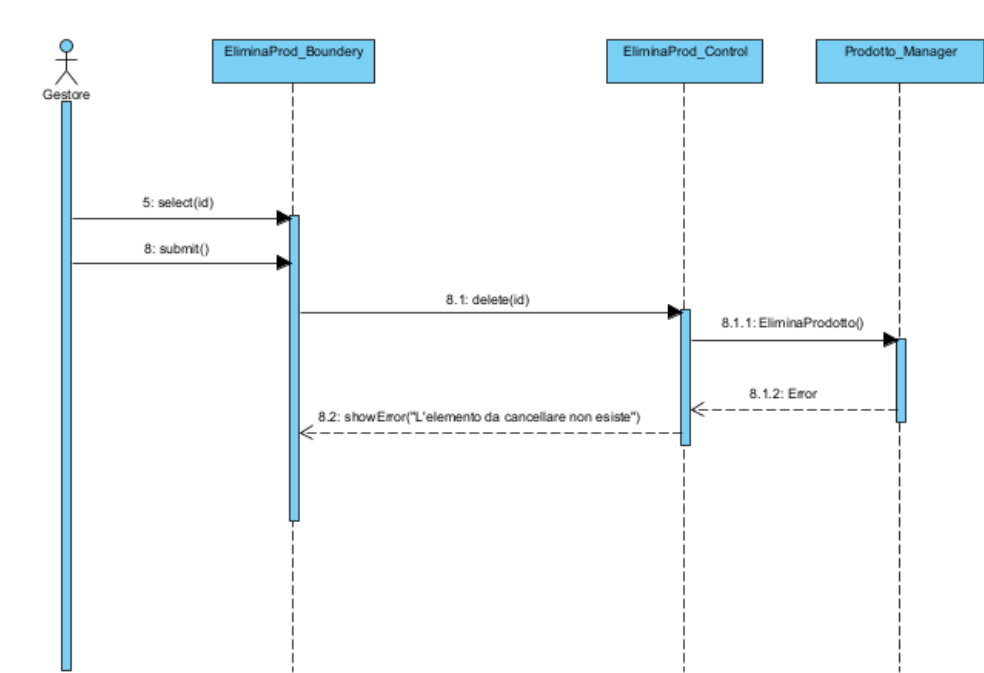 EliminaProd_Boundery
EliminaProd_Control
Prodotto_Manager
Gestore
5: select(id)
8: submit()
8.1: delete(id)
8.1.1: EliminaProdotto()
8.1.2: Error
8.2: showError("L'elemento da cancellare non esiste")